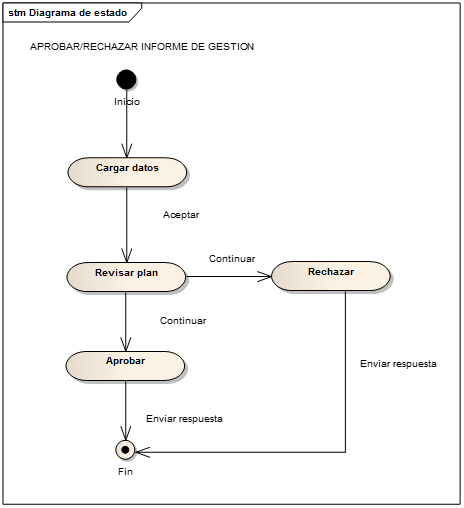 stm Diagrama de estado
APROBAR/RECHAZAR INFORME DE GESTION
Inicio
Cargar datos
Aceptar
Continuar
Revisar plan
Rechazar
Continuar
Aprobar
Enviar respuesta
Enviar respuesta
Fin